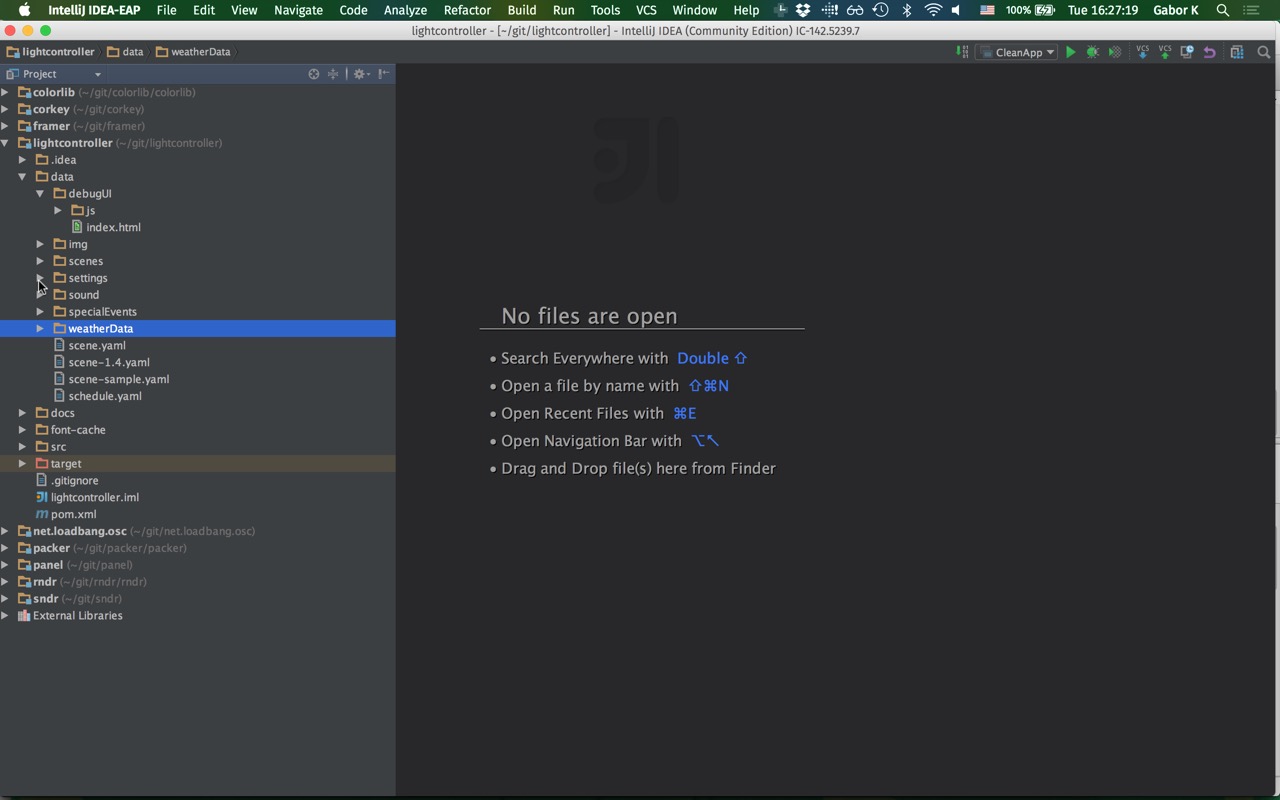 IntelliJ IDEA-EAP File Edit View Navigate Code Analyze Refactor Build Run Tools VCS Window Help 100% Tue 16:27:19 Gabor K
lightcontroller - [~/git/lightcontroller] - IntelliJ IDEA (Community Edition) IC-142.5239.7
lightcontroller data weatherData CleanApp VCS VCS
Project
colorlib (~/git/colorlib/colorlib)
corkey (~/git/corkey)
framer (~/git/framer)
lightcontroller (~/git/lightcontroller)
.idea
data
debugUI
js
index.html
img
scenes
settings
sound
specialEvents
weatherData
scene.yaml
scene-1.4.yaml
scene-sample.yaml
schedule.yaml
docs
font-cache
src
target
.gitignore
lightcontroller.iml
pom.xml
net.loadbang.osc (~/git/net.loadbang.osc)
packer (~/git/packer/packer)
panel (~/git/panel)
rndr (~/git/rndr/rndr)
sndr (~/git/sndr)
External Libraries
No files are open
• Search Everywhere with Double ⇧
• Open a file by name with ⇧⌘N
• Open Recent Files with ⌘E
• Open Navigation Bar with ⌥↖
• Drag and Drop file(s) here from Finder